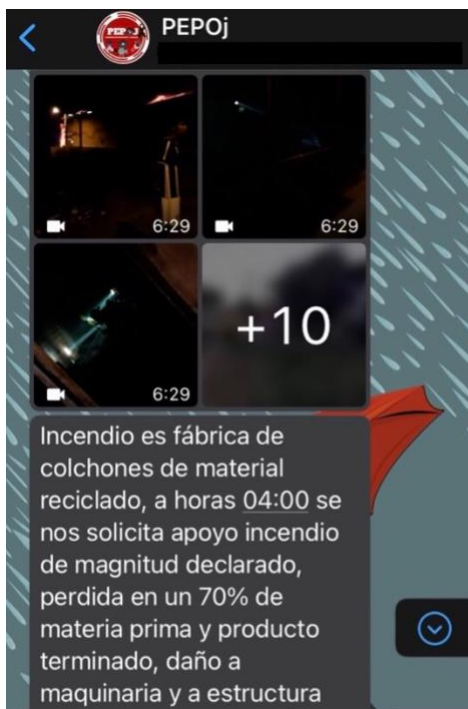 PEPOj
PEPOJ
6:29
6:29
6:29
+10
Incendio es fábrica de
colchones de material
reciclado, a horas 04:00 se
nos solicita apoyo incendio
de magnitud declarado,
perdida en un 70% de
materia prima y producto
terminado, daño a
maquinaria y a estructura